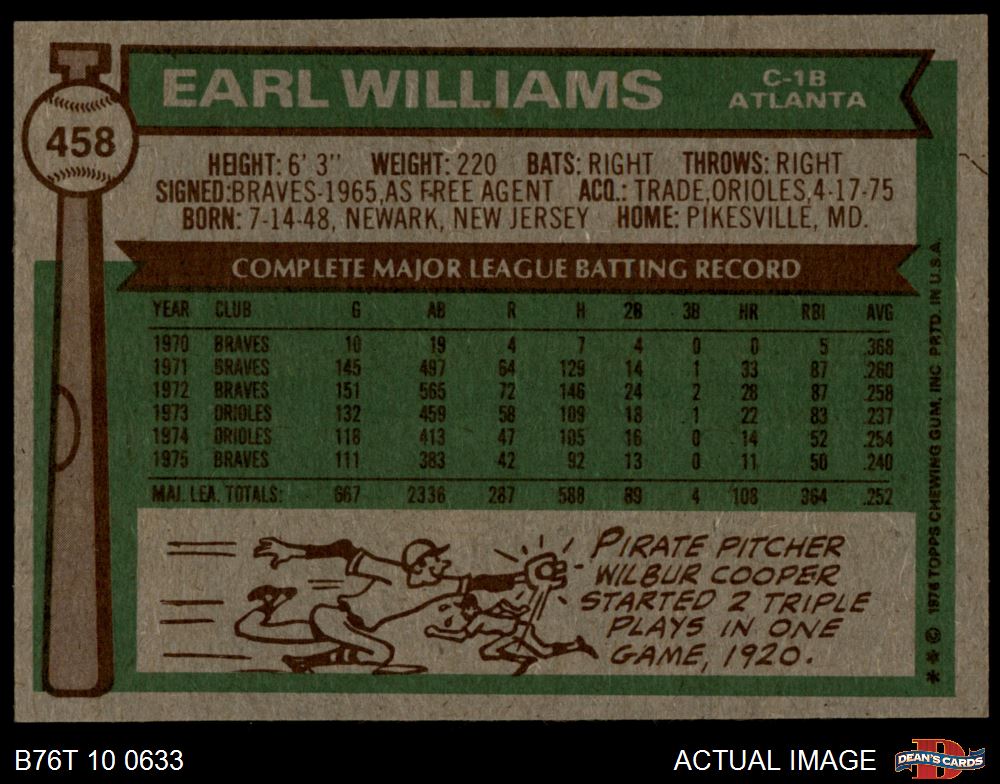 EARL WILLIAMS
C-1B
ATLANTA
458
HEIGHT: 6' 3" WEIGHT: 220 BATS: RIGHT THROWS: RIGHT
SIGNED: BRAVES-1965, AS FREE AGENT ACQ.: TRADE, ORIOLES, 4-17-75
BORN: 7-14-48, NEWARK, NEW JERSEY HOME: PIKESVILLE, MD.
COMPLETE MAJOR LEAGUE BATTING RECORD
YEAR CLUB G AB R H 2B 3B HR RBI AVG
1970 BRAVES 10 19 4 7 4 0 0 5 .368
1971 BRAVES 145 497 64 129 14 1 33 87 .260
1972 BRAVES 151 565 72 146 24 2 28 87 .258
1973 ORIOLES 132 459 58 109 18 1 22 83 .237
1974 ORIOLES 118 413 47 105 16 0 14 52 .254
1975 BRAVES 111 383 42 92 13 0 11 50 .240
MAJ. LEA. TOTALS: 667 2336 287 588 89 4 108 364 .252
PIRATE PITCHER
WILBUR COOPER
STARTED 2 TRIPLE
PLAYS IN ONE
GAME, 1920.
* * © 1976 TOPPS CHEWING GUM, INC PRTD. IN U.S.A.
B76T 10 0633
ACTUAL IMAGE
D
DEAN'S CARDS